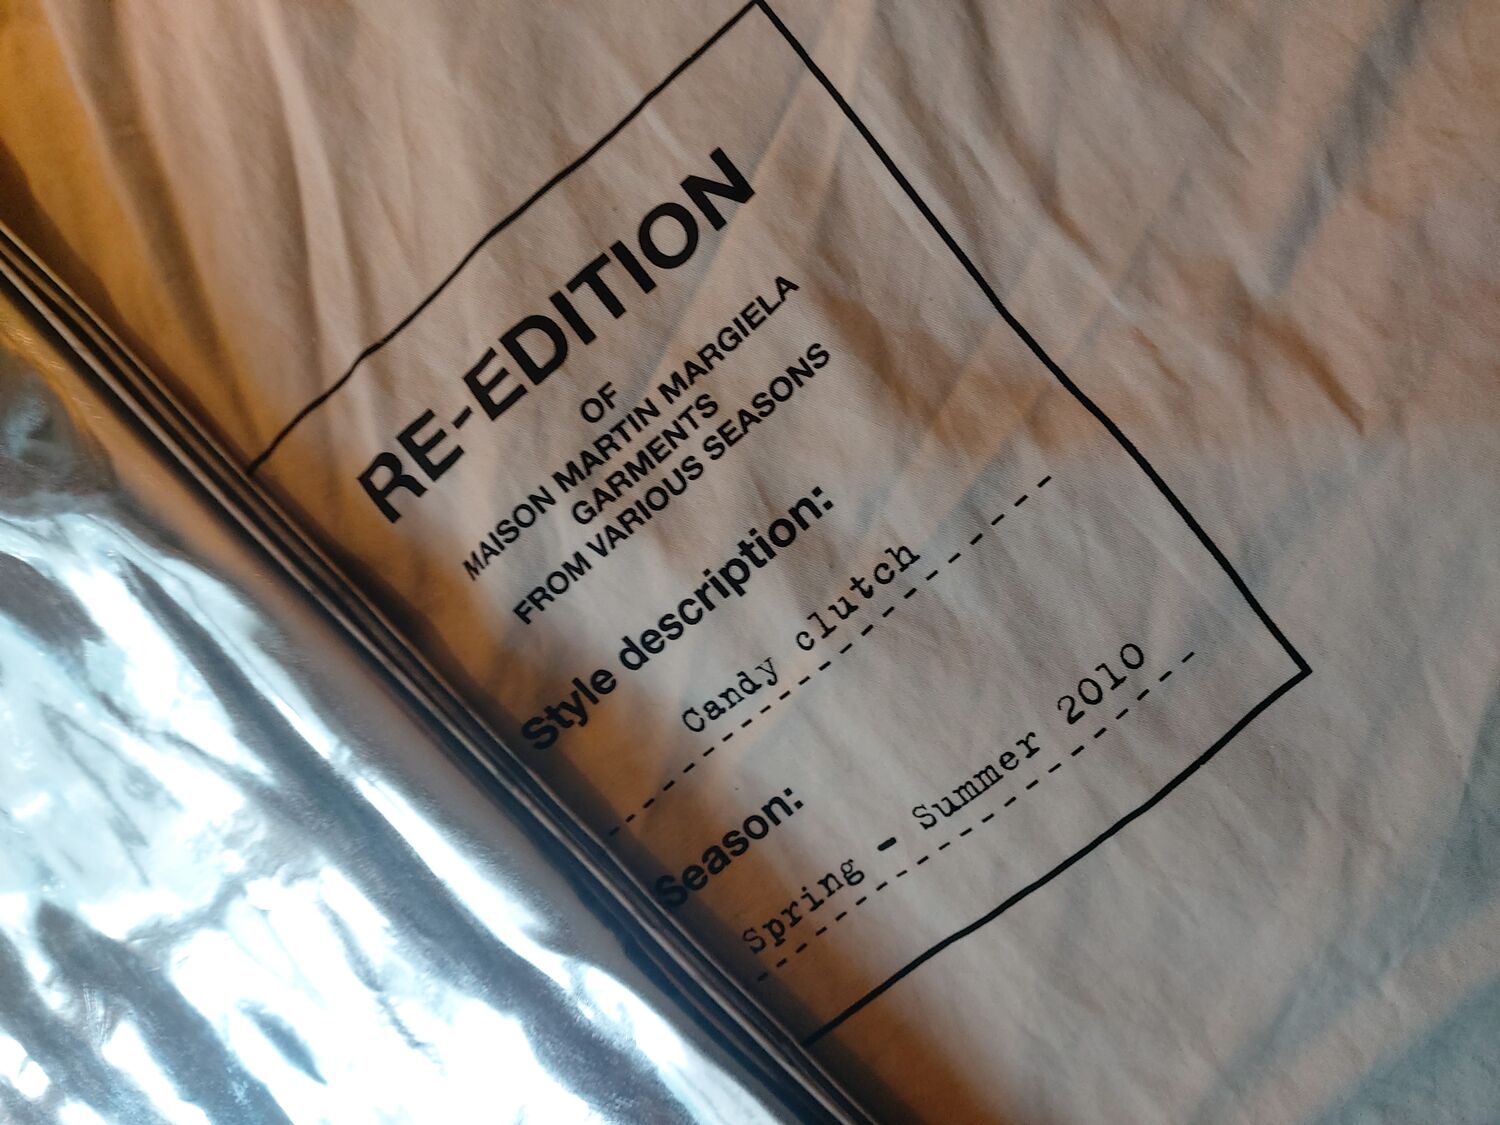 RE-EDITION
OF
MAISON MARTIN MARGIELA
GARMENTS
FROM VARIOUS SEASONS
Style description:
Candy clutch
Season:
Spring - Summer 2010